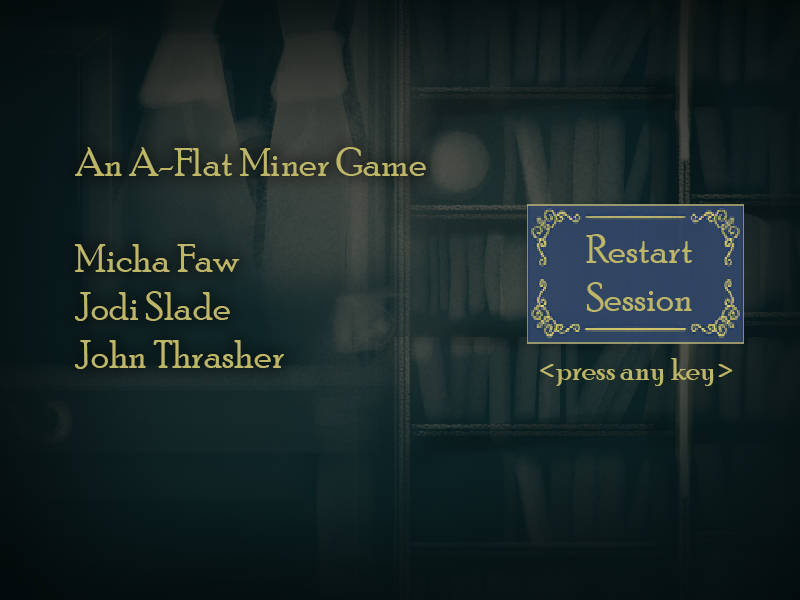 An A-Flat Miner Game
Micha Faw
Jodi Slade
John Thrasher
Restart
Session
<press any key>